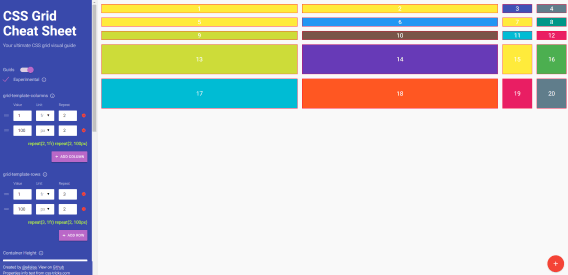 CSS Grid
Cheat Sheet
Your ultimate CSS grid visual guide
Guide
Experimental
grid-template-columns
Value Unit Repeat
1 fr 2
100 px 2
repeat(2, 1fr) repeat(2, 100px)
+ ADD COLUMN
grid-template-rows
Value Unit Repeat
1 fr 2
100 px 2
repeat(2, 1fr) repeat(2, 100px)
+ ADD ROW
Container Height
Created by View on
1 2 3 4
5 6 7 8
9 10 11 12
13 14 15 16
17 18 19 20
+